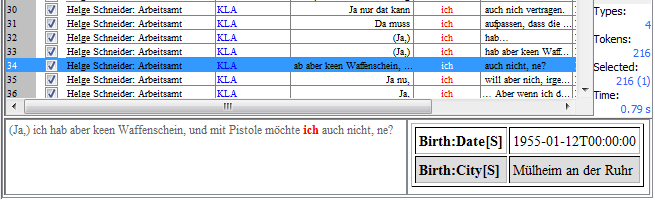 30 Helge Schneider: Arbeitsamt KLA Ja nur dat kann ich auch nich vertragen.
31 Helge Schneider: Arbeitsamt KLA Da muss ich aufpassen, dass die ...
32 Helge Schneider: Arbeitsamt KLA (Ja,) ich hab...
33 Helge Schneider: Arbeitsamt KLA (Ja,) ich hab aber keen Waff...
34 Helge Schneider: Arbeitsamt KLA ab aber keen Waffenschein, ... ich auch nicht, ne?
35 Helge Schneider: Arbeitsamt KLA Ja nu, ich will aber nich, irge...
36 Helge Schneider: Arbeitsamt KLA Ja. ich ... Aber wenn ich d...
Types:
4
Tokens:
216
Selected:
216 (1)
Time:
0.79 s
(Ja,) ich hab aber keen Waffenschein, und mit Pistole möchte ich auch nicht, ne?
Birth:Date[S] 1955-01-12T00:00:00
Birth:City[S] Mülheim an der Ruhr